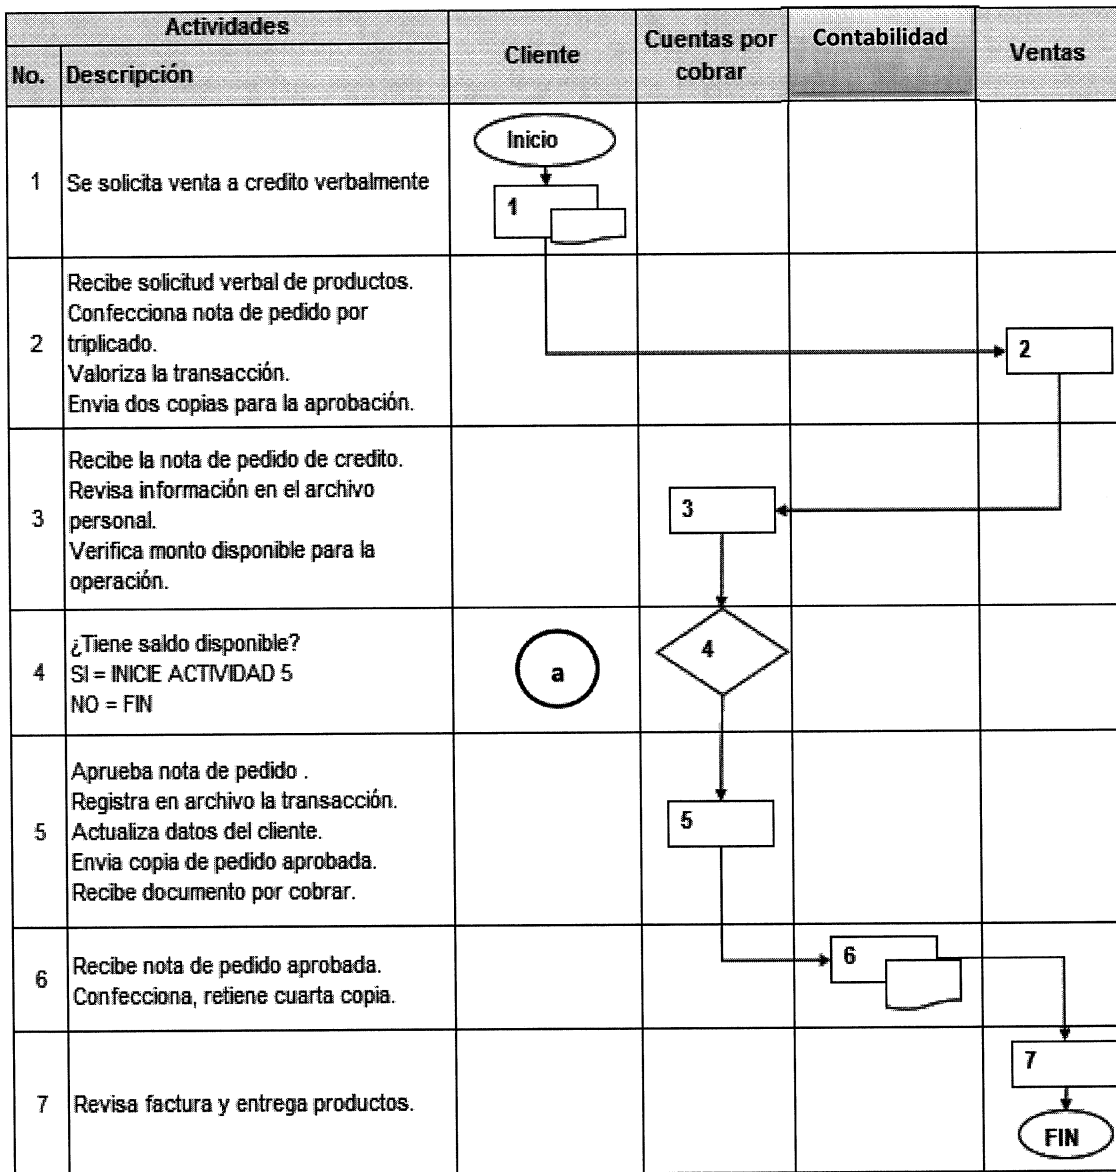 Actividades
No. Descripción
Cliente
Cuentas por
cobrar
Contabilidad
Ventas
1
Se solicita venta a credito verbalmente
Inicio
1
2
Recibe solicitud verbal de productos.
Confecciona nota de pedido por
triplicado.
Valoriza la transacción.
Envia dos copias para la aprobación.
2
3
Recibe la nota de pedido de credito.
Revisa información en el archivo
personal.
Verifica monto disponible para la
operación.
3
4
¿Tiene saldo disponible?
SI = INICIE ACTIVIDAD 5
NO = FIN
a
4
5
Aprueba nota de pedido .
Registra en archivo la transacción.
Actualiza datos del cliente.
Envia copia de pedido aprobada.
Recibe documento por cobrar.
5
6
Recibe nota de pedido aprobada.
Confecciona, retiene cuarta copia.
6
7
Revisa factura y entrega productos.
7
FIN